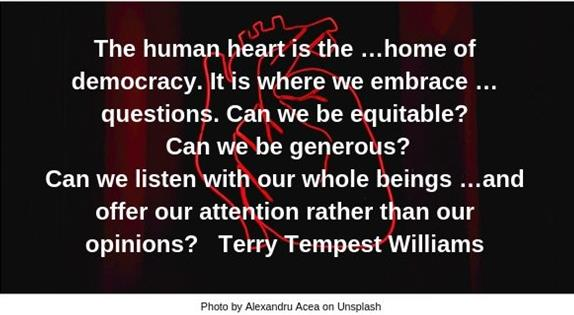 The human heart is the …home of
democracy. It is where we embrace …
questions. Can we be equitable?
Can we be generous?
Can we listen with our whole beings …and
offer our attention rather than our
opinions?   Terry Tempest Williams
Photo by Alexandru Acea on Unsplash